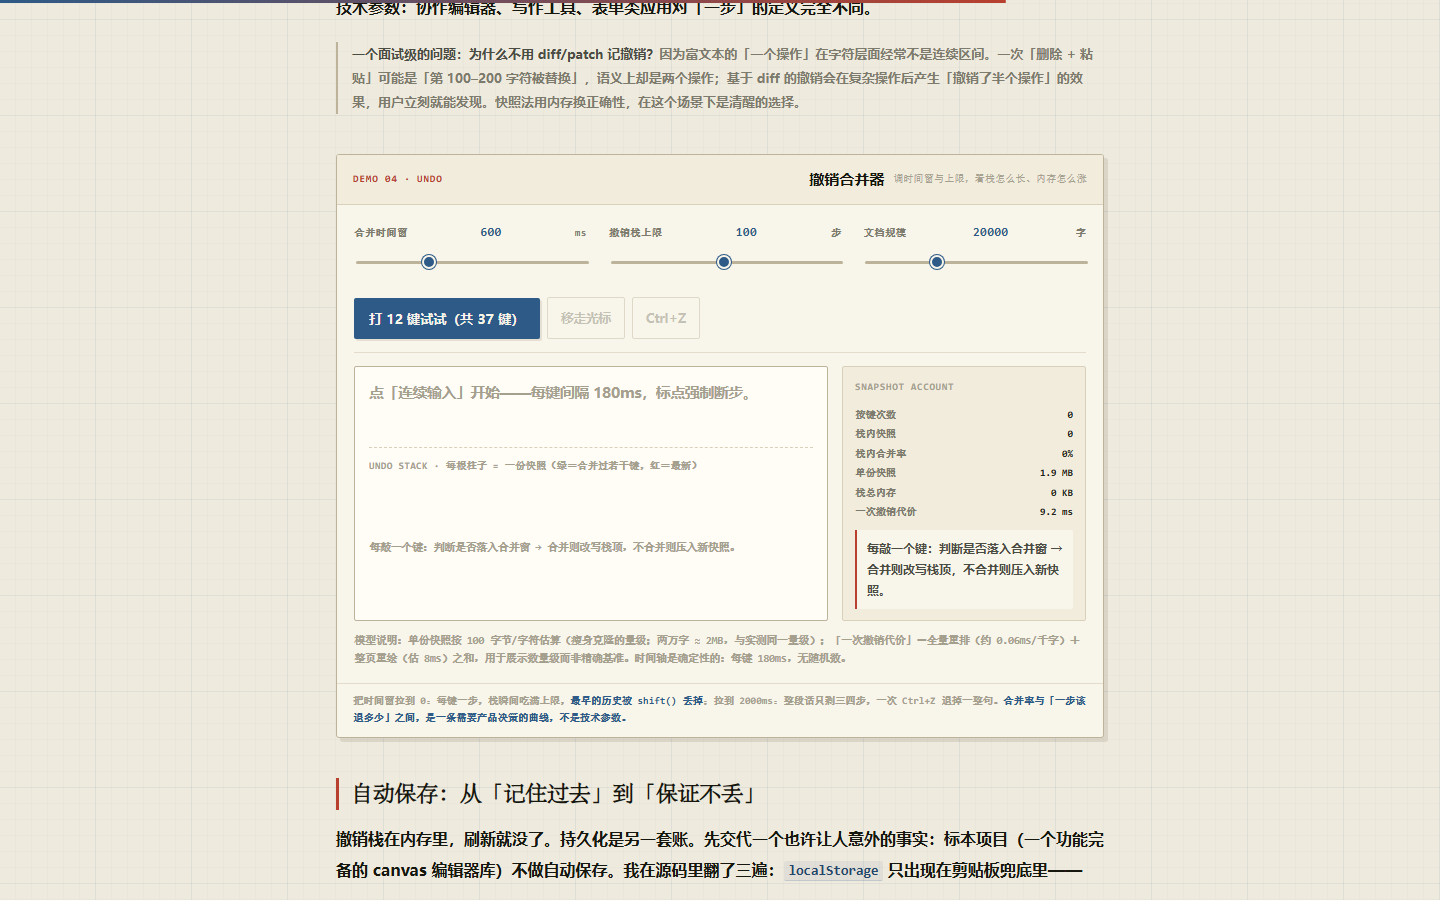 技术参数：协作编辑器、写作工具、表单类应用对「一步」的定义完全不同。
一个面试级的问题：为什么不用 diff/patch 记撤销？因为富文本的「一个操作」在字符层面经常不是连续区间。一次「删除 + 粘
贴」可能是「第 100–200 字符被替换」，语义上却是两个操作；基于 diff 的撤销会在复杂操作后产生「撤销了半个操作」的效
果，用户立刻就能发现。快照法用内存换正确性，在这个场景下是清醒的选择。
DEMO 04 · UNDO
撤销合并器 调时间窗与上限，看栈怎么长、内存怎么涨
合并时间窗 600 ms 撤销栈上限 100 步 文档规模 20000 字
打 12 键试试（共 37 键） 移走光标 Ctrl+Z
点「连续输入」开始——每键间隔 180ms，标点强制断步。
UNDO STACK · 每根柱子 = 一份快照（绿＝合并过若干键，红＝最新）
每敲一个键：判断是否落入合并窗 → 合并则改写栈顶，不合并则压入新快照。
SNAPSHOT ACCOUNT
按键次数 0
栈内快照 0
栈内合并率 0%
单份快照 1.9 MB
栈总内存 0 KB
一次撤销代价 9.2 ms
每敲一个键：判断是否落入合并窗 →
合并则改写栈顶，不合并则压入新快
照。
模型说明：单份快照按 100 字节/字符估算（瘦身克隆的量级；两万字 ≈ 2MB，与实测同一量级）；「一次撤销代价」＝全量重排（约 0.06ms/千字）＋
整页重绘（估 8ms）之和，用于展示数量级而非精确基准。时间轴是确定性的：每键 180ms，无随机数。
把时间窗拉到 0：每键一步，栈瞬间吃满上限，最早的历史被 shift() 丢掉。拉到 2000ms：整段话只剩三四步，一次 Ctrl+Z 退掉一整句。合并率与「一步该
退多少」之间，是一条需要产品决策的曲线，不是技术参数。
自动保存：从「记住过去」到「保证不丢」
撤销栈在内存里，刷新就没了。持久化是另一套账。先交代一个也许让人意外的事实：标本项目（一个功能完
备的 canvas 编辑器库）不做自动保存。我在源码里翻了三遍：localStorage 只出现在剪贴板兜底里——